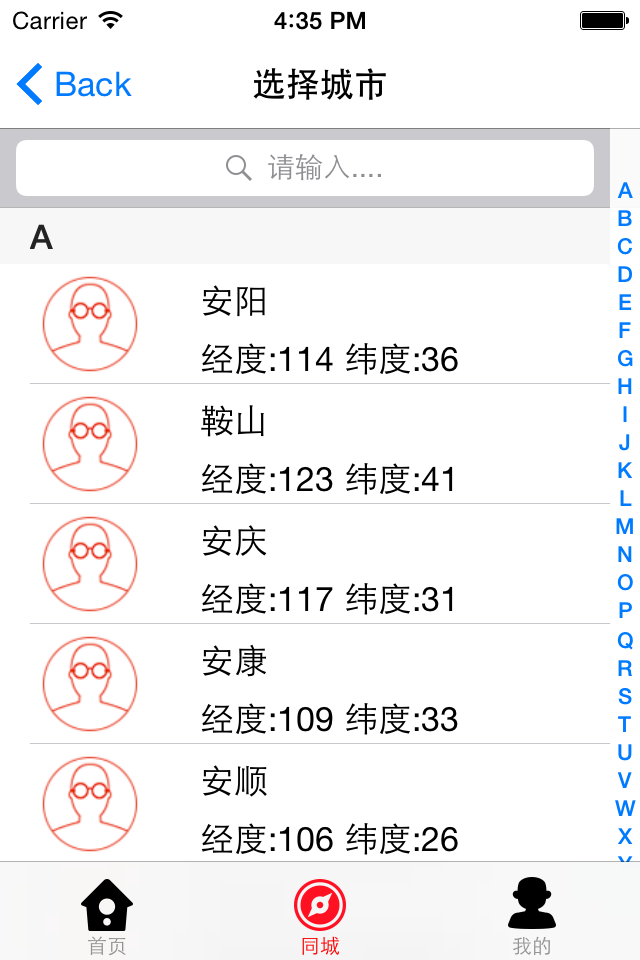 Carrier 4:35 PM
Back 选择城市
请输入....
A
安阳
经度:114 纬度:36
鞍山
经度:123 纬度:41
安庆
经度:117 纬度:31
安康
经度:109 纬度:33
安顺
经度:106 纬度:26
A
B
C
D
E
F
G
H
I
J
K
L
M
N
O
P
Q
R
S
T
U
V
W
X
首页 同城 我的